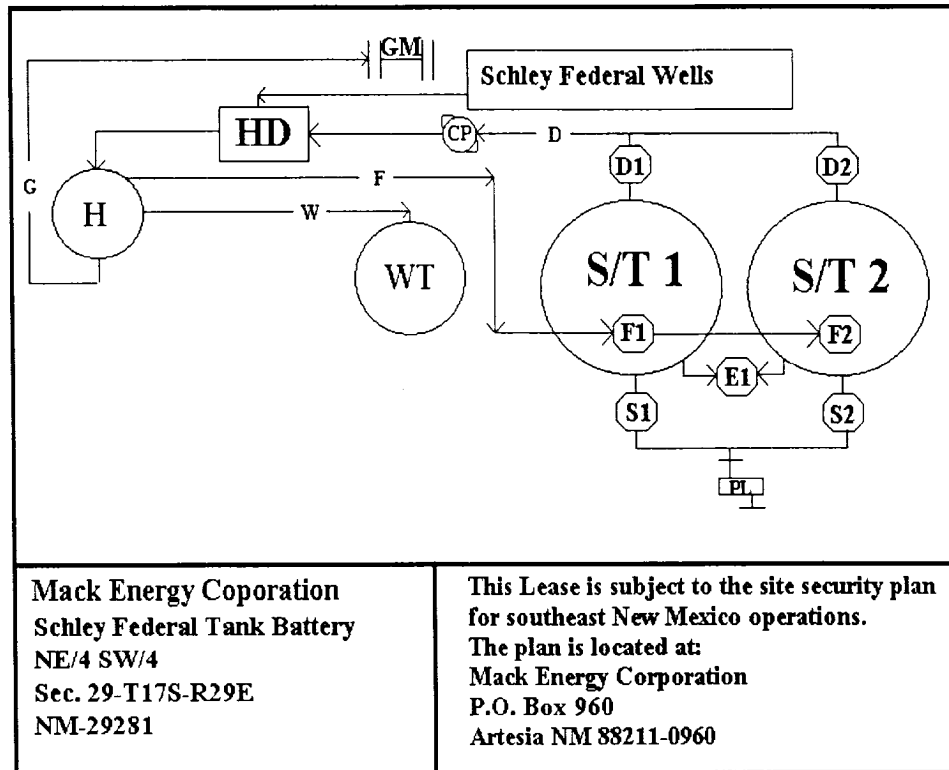 GM
Schley Federal Wells
HD
CP
D
D1
D2
G
H
F
W
WT
S/T 1
S/T 2
F1
F2
E1
S1
S2
PL
Mack Energy Coporation
Schley Federal Tank Battery
NE/4 SW/4
Sec. 29-T17S-R29E
NM-29281
This Lease is subject to the site security plan
for southeast New Mexico operations.
The plan is located at:
Mack Energy Corporation
P.O. Box 960
Artesia NM 88211-0960